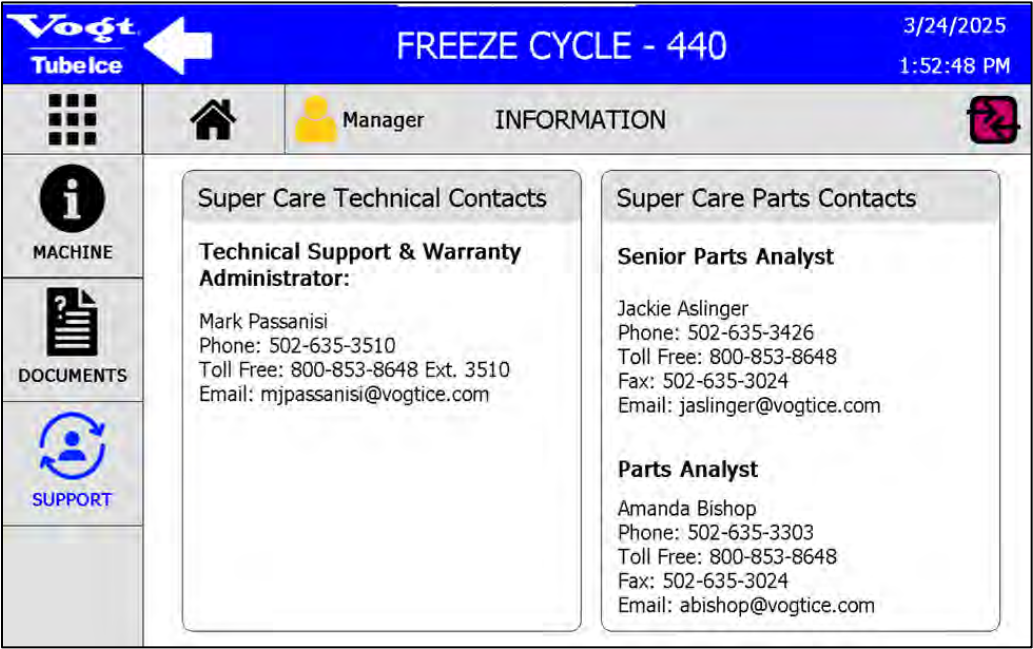 Vogt
TubeIce
FREEZE CYCLE - 440
3/24/2025
1:52:48 PM
Manager
INFORMATION
MACHINE
DOCUMENTS
SUPPORT
Super Care Technical Contacts
Technical Support & Warranty
Administrator:
Mark Passanisi
Phone: 502-635-3510
Toll Free: 800-853-8648 Ext. 3510
Email: mjpassanisi@vogtice.com
Super Care Parts Contacts
Senior Parts Analyst
Jackie Aslinger
Phone: 502-635-3426
Toll Free: 800-853-8648
Fax: 502-635-3024
Email: jaslinger@vogtice.com
Parts Analyst
Amanda Bishop
Phone: 502-635-3303
Toll Free: 800-853-8648
Fax: 502-635-3024
Email: abishop@vogtice.com